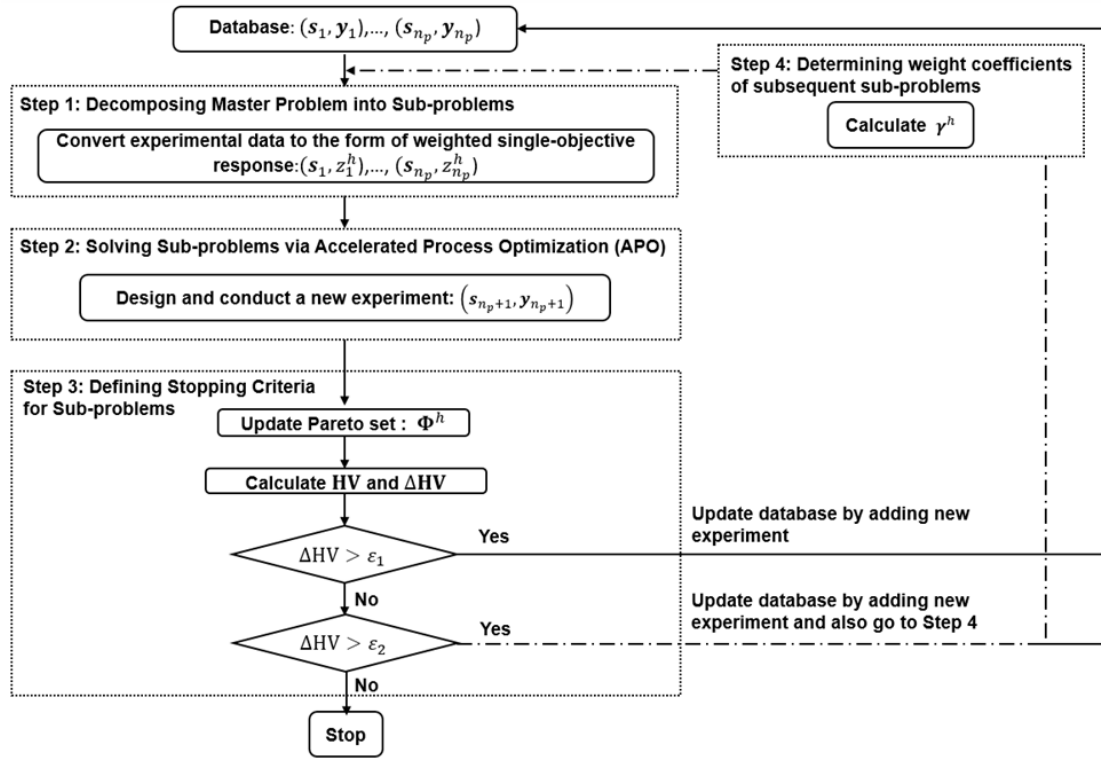 Database: (s₁, y₁),..., (sₙₚ, yₙₚ)
Step 4: Determining weight coefficients
of subsequent sub-problems
Calculate γʰ
Step 1: Decomposing Master Problem into Sub-problems
Convert experimental data to the form of weighted single-objective
response:(s₁, z₁ʰ),..., (sₙₚ, zₙₚʰ)
Step 2: Solving Sub-problems via Accelerated Process Optimization (APO)
Design and conduct a new experiment: (sₙₚ₊₁, yₙₚ₊₁)
Step 3: Defining Stopping Criteria
for Sub-problems
Update Pareto set : Φʰ
Calculate HV and ΔHV
ΔHV > ε₁
Yes
Update database by adding new
experiment
No
ΔHV > ε₂
Yes
Update database by adding new
experiment and also go to Step 4
No
Stop